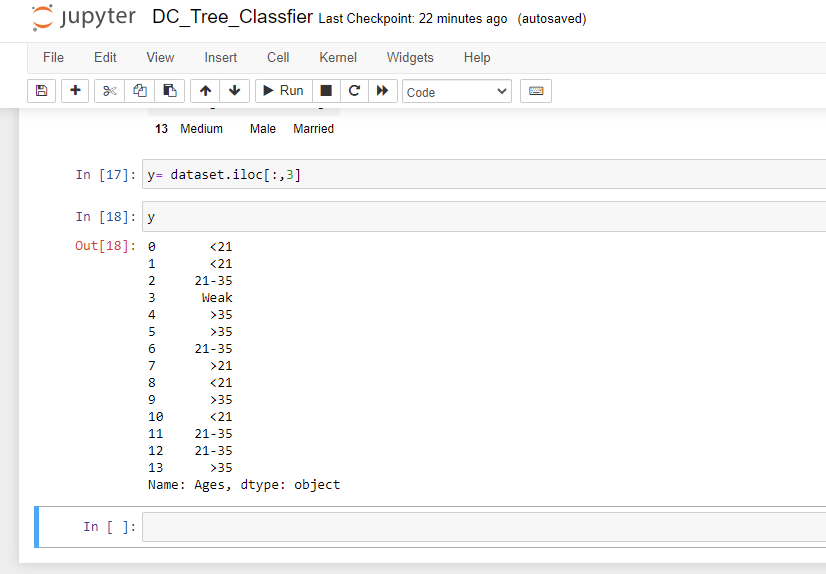 jupyter DC_Tree_Classfier Last Checkpoint: 22 minutes ago (autosaved)
File Edit View Insert Cell Kernel Widgets Help
Run Code
13 Medium Male Married
In [17]: y= dataset.iloc[:,3]
In [18]: y
Out[18]: 0 <21
1 <21
2 21-35
3 Weak
4 >35
5 >35
6 21-35
7 >21
8 <21
9 >35
10 <21
11 21-35
12 21-35
13 >35
Name: Ages, dtype: object
In [ ]: